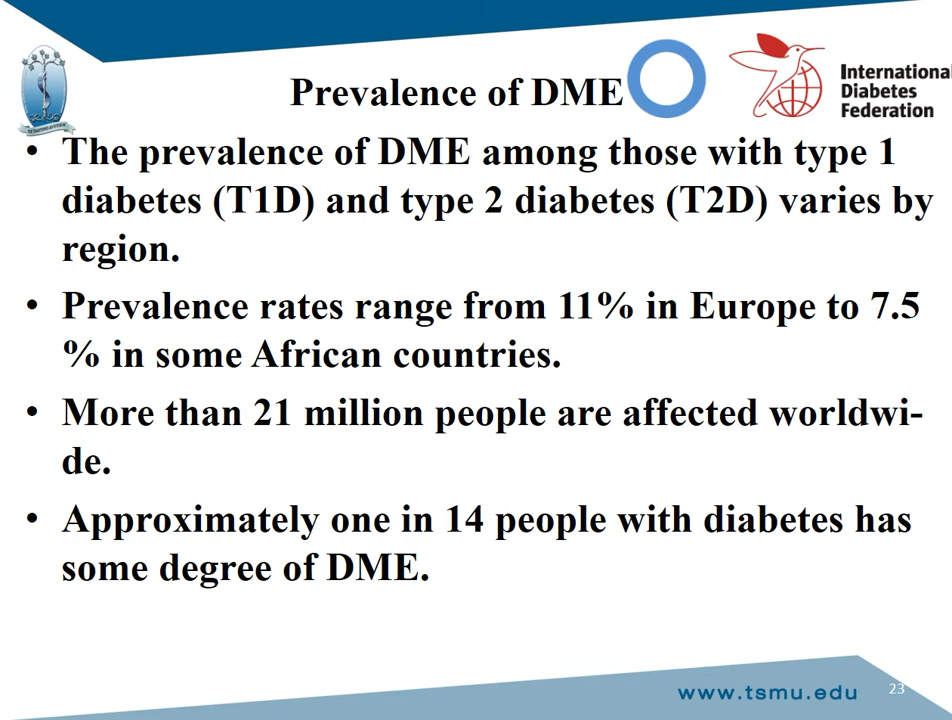 Prevalence of DME
International
Diabetes
Federation
• The prevalence of DME among those with type 1
diabetes (T1D) and type 2 diabetes (T2D) varies by
region.
• Prevalence rates range from 11% in Europe to 7.5
% in some African countries.
• More than 21 million people are affected worldwi-
de.
• Approximately one in 14 people with diabetes has
some degree of DME.
www.tsmu.edu
23